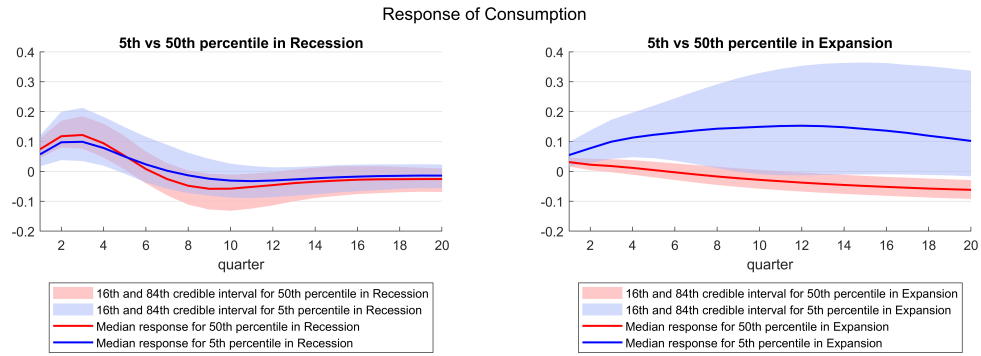 Response of Consumption
5th vs 50th percentile in Recession
0.4
0.3
0.2
0.1
0
-0.1
-0.2
2 4 6 8 10 12 14 16 18 20
quarter
16th and 84th credible interval for 50th percentile in Recession
16th and 84th credible interval for 5th percentile in Recession
Median response for 50th percentile in Recession
Median response for 5th percentile in Recession
5th vs 50th percentile in Expansion
0.4
0.3
0.2
0.1
0
-0.1
-0.2
2 4 6 8 10 12 14 16 18 20
quarter
16th and 84th credible interval for 50th percentile in Expansion
16th and 84th credible interval for 5th percentile in Expansion
Median response for 50th percentile in Expansion
Median response for 5th percentile in Expansion